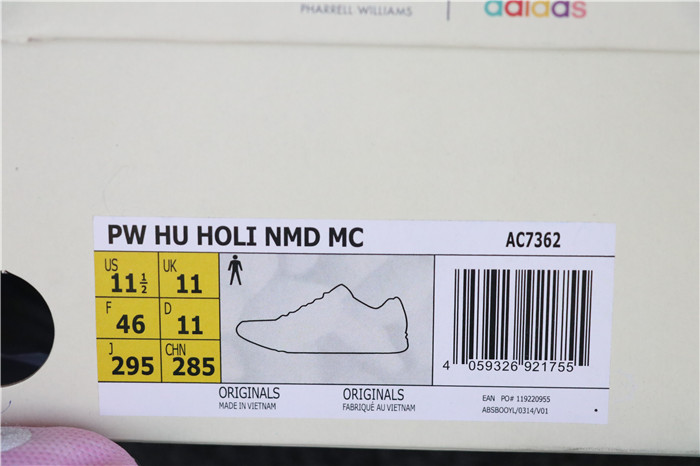 PHARRELL WILLIAMS | adidas
PW HU HOLI NMD MC
AC7362
US 11½ UK 11
F 46 D 11
J 295 CHN 285
ORIGINALS
MADE IN VIETNAM
ORIGINALS
FABRIQUÉ AU VIETNAM
4 059326 921755
EAN PO# 119220955
ABSBOOYL/0314/V01